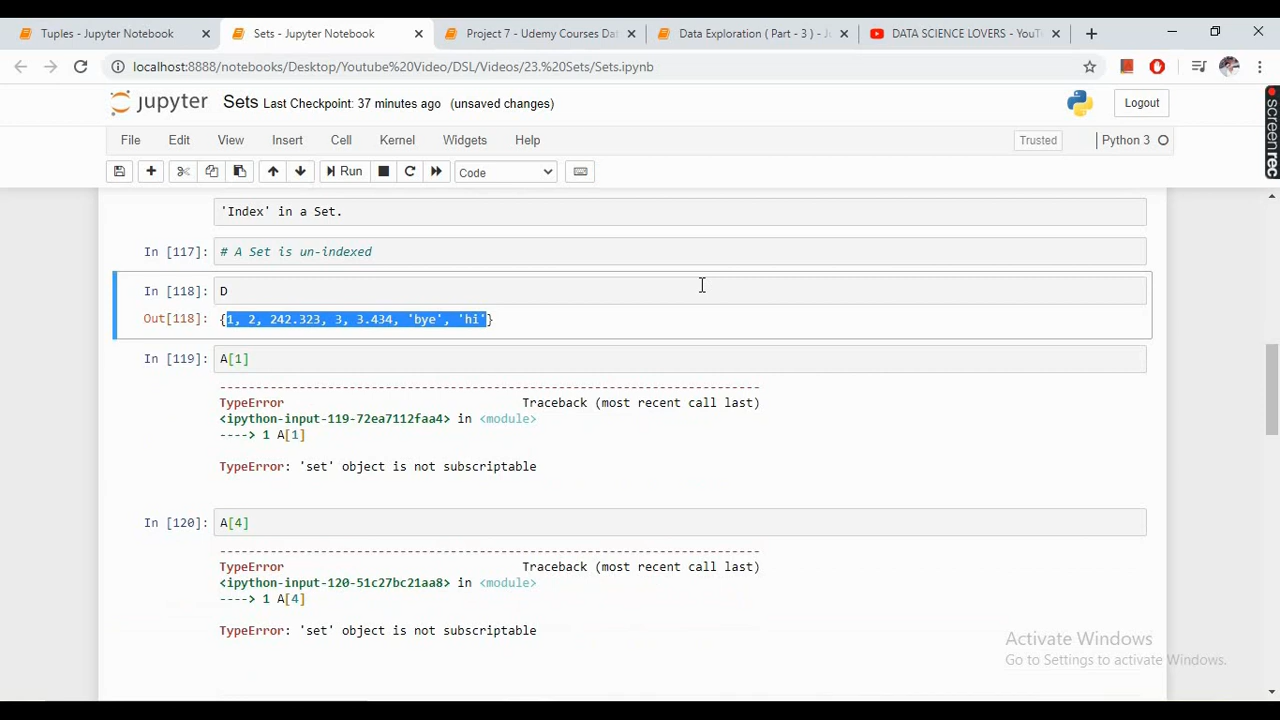 Tuples - Jupyter Notebook
Sets - Jupyter Notebook
Project 7 - Udemy Courses Dat
Data Exploration ( Part - 3 ) - Ju
DATA SCIENCE LOVERS - YouTu
localhost:8888/notebooks/Desktop/Youtube%20Video/DSL/Videos/23.%20Sets/Sets.ipynb
jupyter Sets Last Checkpoint: 37 minutes ago (unsaved changes)
Logout
File Edit View Insert Cell Kernel Widgets Help
Trusted
Python 3
Run
Code
screenrec
'Index' in a Set.
In [117]: # A Set is un-indexed
In [118]: D
Out[118]: {1, 2, 242.323, 3, 3.434, 'bye', 'hi'}
In [119]: A[1]
---------------------------------------------------------------------------
TypeError Traceback (most recent call last)
<ipython-input-119-72ea7112faa4> in <module>
----> 1 A[1]
TypeError: 'set' object is not subscriptable
In [120]: A[4]
---------------------------------------------------------------------------
TypeError Traceback (most recent call last)
<ipython-input-120-51c27bc21aa8> in <module>
----> 1 A[4]
TypeError: 'set' object is not subscriptable
Activate Windows
Go to Settings to activate Windows.